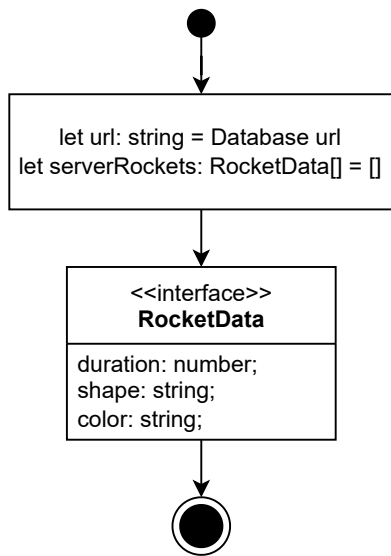 let url: string = Database url
let serverRockets: RocketData[] = []
<<interface>>
RocketData
duration: number;
shape: string;
color: string;